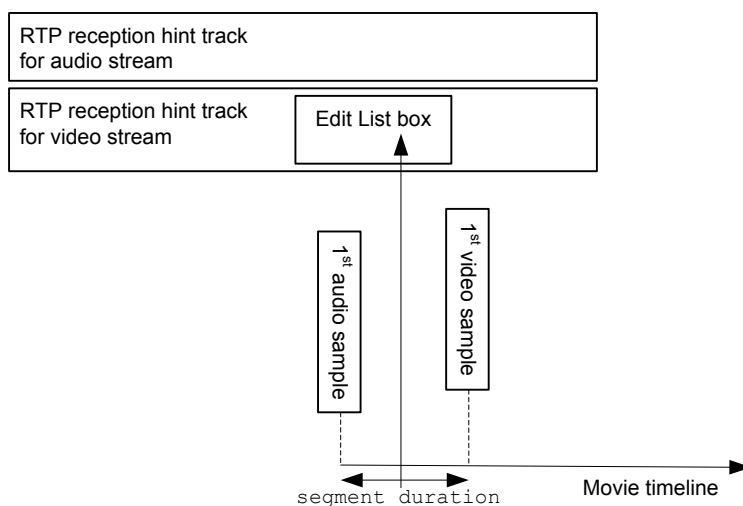 RTP reception hint track
for audio stream
RTP reception hint track
for video stream
Edit List box
1st audio sample
1st video sample
segment duration
Movie timeline